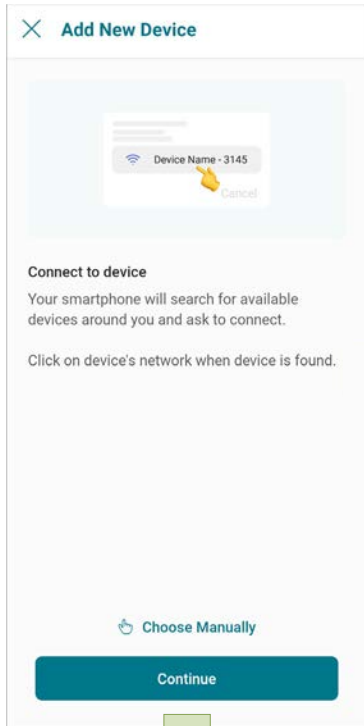 Add New Device
Device Name - 3145
Cancel
Connect to device
Your smartphone will search for available
devices around you and ask to connect.
Click on device's network when device is found.
Choose Manually
Continue